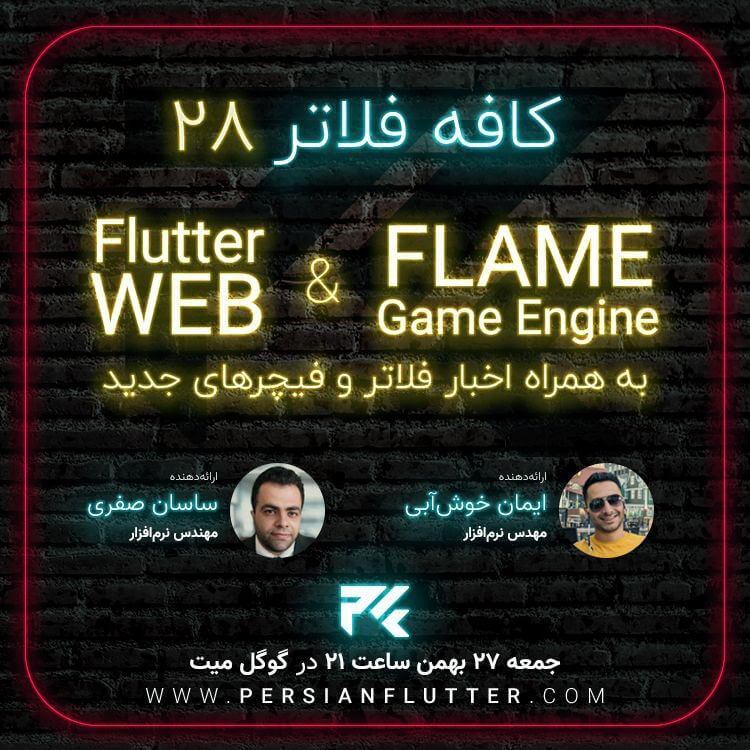 کافه فلاتر ۲۸
Flutter
WEB
&
FLAME
Game Engine
به همراه اخبار فلاتر و فیچرهای جدید
ارائه‌دهنده
ایمان خوش‌آبی
مهدس نرم‌افزار
ارائه‌دهنده
ساسان صفری
مهندس نرم‌افزار
جمعه ۲۷ بهمن ساعت ۲۱ در گوگل میت
WWW.PERSIANFLUTTER.COM